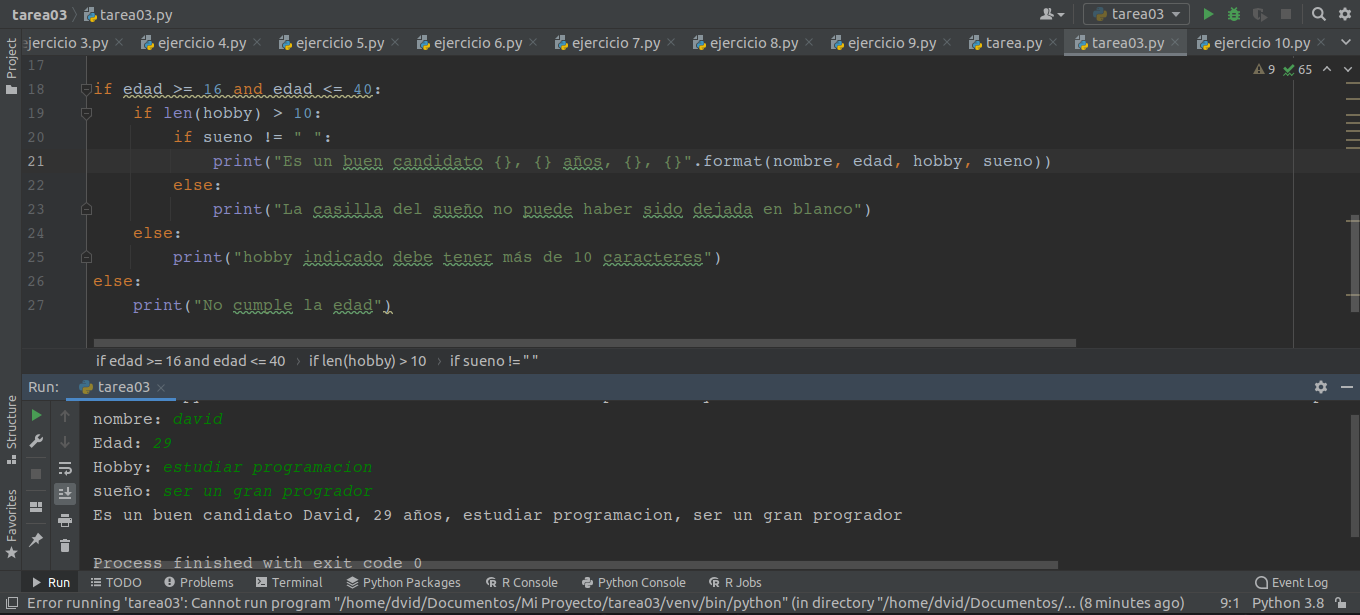 tarea03 tarea03.py tarea03
ejercicio 3.py ejercicio 4.py ejercicio 5.py ejercicio 6.py ejercicio 7.py ejercicio 8.py ejercicio 9.py tarea.py tarea03.py ejercicio 10.py
Project
17
9 65
18 if edad >= 16 and edad <= 40:
19 if len(hobby) > 10:
20 if sueno != " ":
21 print("Es un buen candidato {}, {} años, {}, {}".format(nombre, edad, hobby, sueno))
22 else:
23 print("La casilla del sueño no puede haber sido dejada en blanco")
24 else:
25 print("hobby indicado debe tener más de 10 caracteres")
26 else:
27 print("No cumple la edad")
if edad >= 16 and edad <= 40 › if len(hobby) > 10 › if sueno != " "
Run: tarea03
Structure
Favorites
nombre: david
Edad: 29
Hobby: estudiar programacion
sueño: ser un gran progrador
Es un buen candidato David, 29 años, estudiar programacion, ser un gran progrador
Process finished with exit code 0
Run TODO Problems Terminal Python Packages R Console Python Console R Jobs Event Log
Error running 'tarea03': Cannot run program "/home/dvid/Documentos/Mi Proyecto/tarea03/venv/bin/python" (in directory "/home/dvid/Documentos/... (8 minutes ago) 9:1 Python 3.8